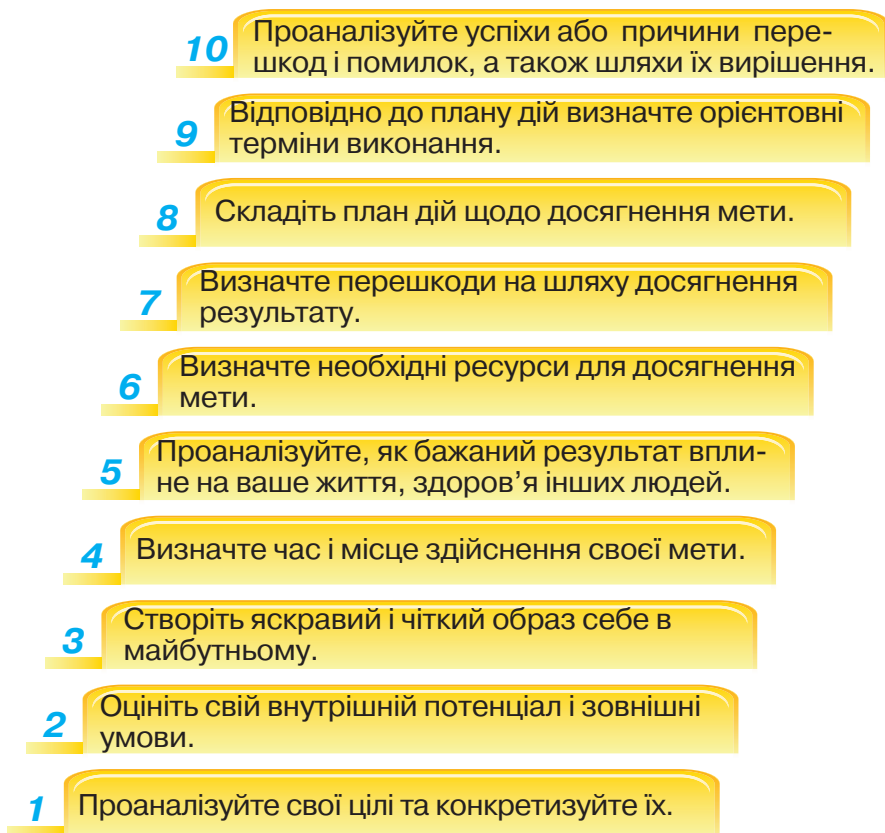 10 Проаналізуйте успіхи або причини пере-
шкод і помилок, а також шляхи їх вирішення.
9 Відповідно до плану дій визначте орієнтовні
терміни виконання.
8 Складіть план дій щодо досягнення мети.
7 Визначте перешкоди на шляху досягнення
результату.
6 Визначте необхідні ресурси для досягнення
мети.
5 Проаналізуйте, як бажаний результат впли-
не на ваше життя, здоров’я інших людей.
4 Визначте час і місце здійснення своєї мети.
3 Створіть яскравий і чіткий образ себе в
майбутньому.
2 Оцініть свій внутрішній потенціал і зовнішні
умови.
1 Проаналізуйте свої цілі та конкретизуйте їх.